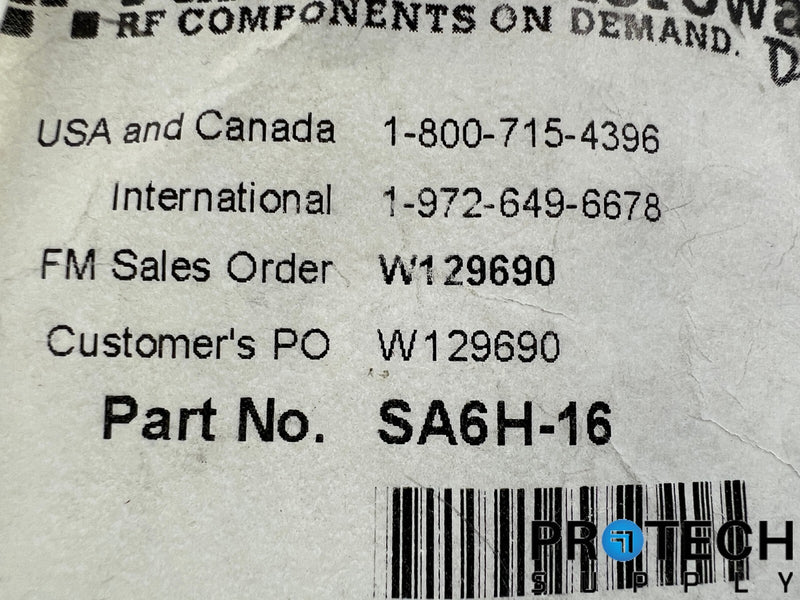 RF COMPONENTS ON DEMAND.
USA and Canada 1-800-715-4396
International 1-972-649-6678
FM Sales Order W129690
Customer's PO W129690
Part No. SA6H-16
PROTECH
SUPPLY